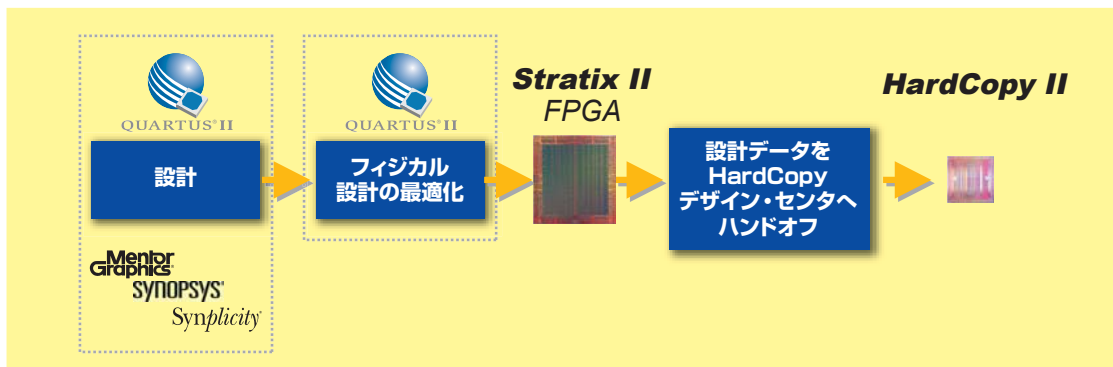 QUARTUS® II
設計
Mentor
Graphics®
SYNOPSYS®
Synplicity®
QUARTUS® II
フィジカル
設計の最適化
Stratix II
FPGA
設計データを
HardCopy
デザイン・センタへ
ハンドオフ
HardCopy II